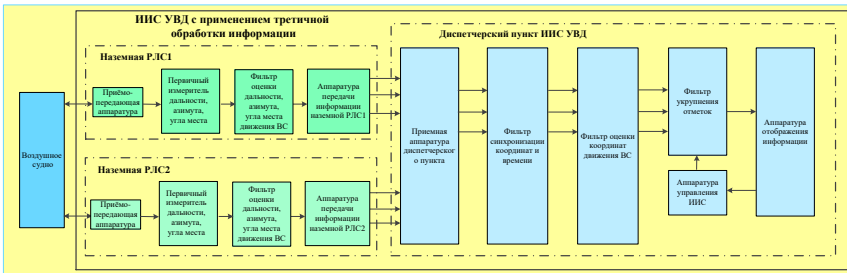 ИИС УВД с применением третичной
обработки информации
Диспетчерский пункт ИИС УВД
Наземная РЛС1
Приёмо-
передающая
аппаратура
Первичный
измеритель
дальности,
азимута,
угла места
Фильтр
оценки
дальности,
азимута,
угла места
движения ВС
Аппаратура
передачи
информации
наземной РЛС1
Воздушное
судно
Наземная РЛС2
Приёмо-
передающая
аппаратура
Первичный
измеритель
дальности,
азимута,
угла места
Фильтр
оценки
дальности,
азимута,
угла места
движения ВС
Аппаратура
передачи
информации
наземной РЛС2
Приемная
аппаратура
диспетчерског
о пункта
Фильтр
синхронизации
координат и
времени
Фильтр оценки
координат
движения ВС
Фильтр
укрупнения
отметок
Аппаратура
управления
ИИС
Аппаратура
отображения
информации